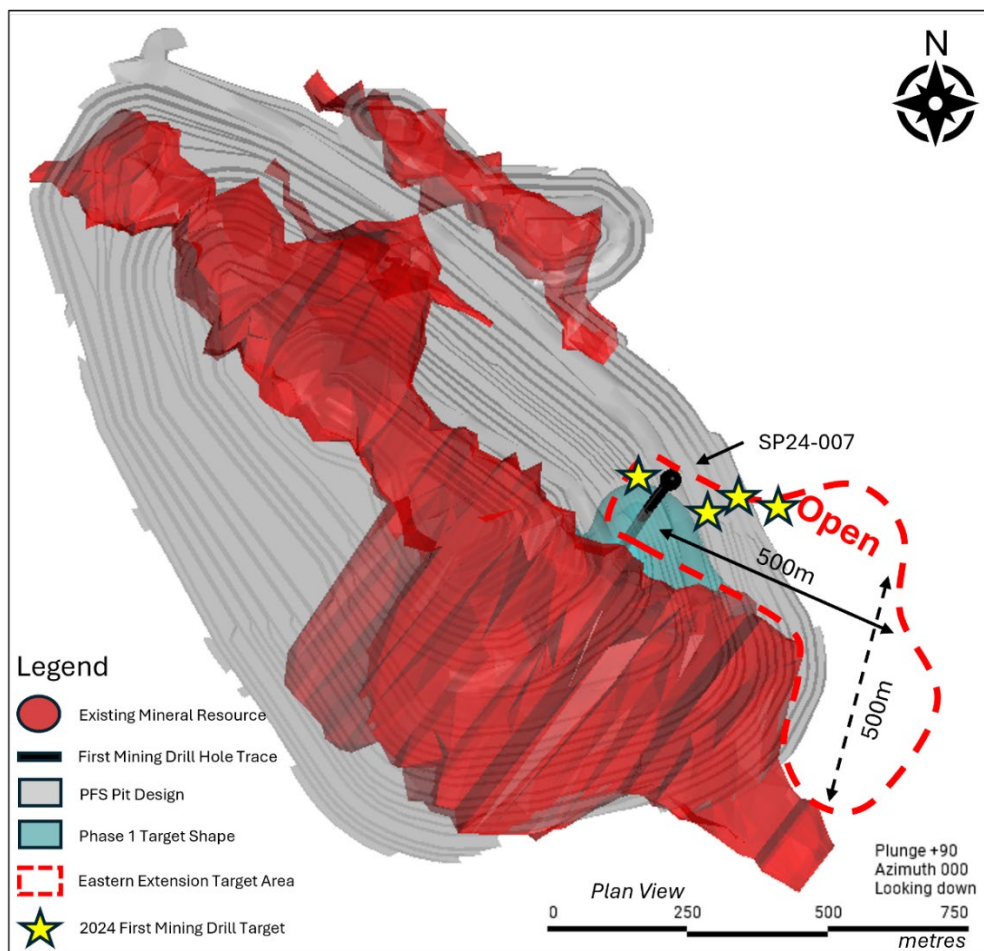 N
SP24-007
Open
500m
500m
Legend
Existing Mineral Resource
First Mining Drill Hole Trace
PFS Pit Design
Phase 1 Target Shape
Eastern Extension Target Area
2024 First Mining Drill Target
Plunge +90
Azimuth 000
Looking down
Plan View
0 250 500 750
metres